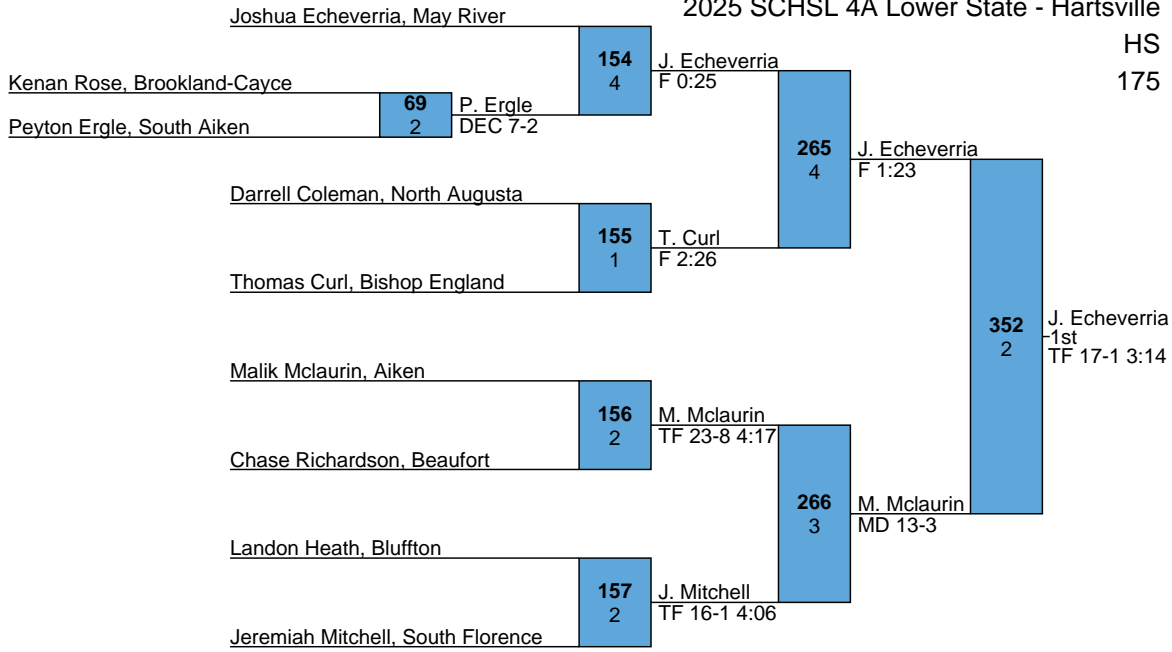 2025 SCHSL 4A Lower State - Hartsville
HS
175
Joshua Echeverria, May River
154
4
J. Echeverria
F 0:25
Kenan Rose, Brookland-Cayce
69
2
P. Ergle
DEC 7-2
Peyton Ergle, South Aiken
265
4
J. Echeverria
F 1:23
Darrell Coleman, North Augusta
155
1
T. Curl
F 2:26
Thomas Curl, Bishop England
352
2
J. Echeverria
1st
TF 17-1 3:14
Malik Mclaurin, Aiken
156
2
M. Mclaurin
TF 23-8 4:17
Chase Richardson, Beaufort
266
3
M. Mclaurin
MD 13-3
Landon Heath, Bluffton
157
2
J. Mitchell
TF 16-1 4:06
Jeremiah Mitchell, South Florence